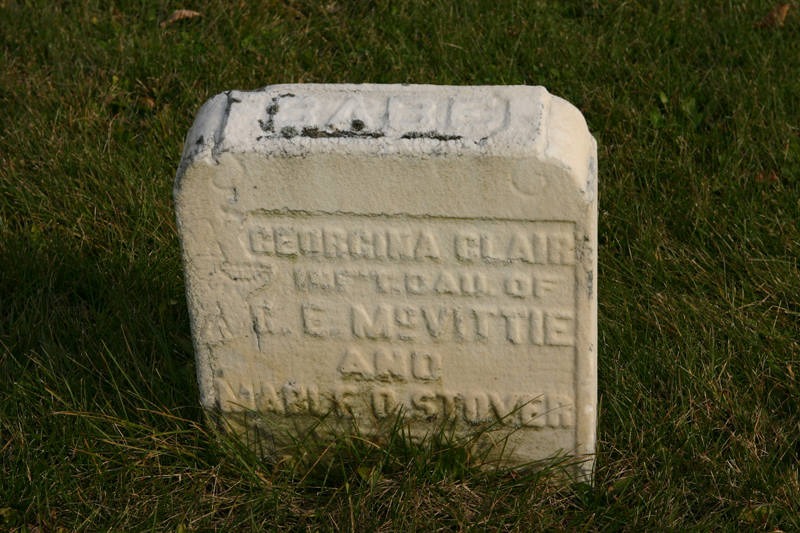 BABE
GEORGINA CLAIR
INF'T. DAU. OF
E. McVITTIE
AND
MABLE O. STOVER